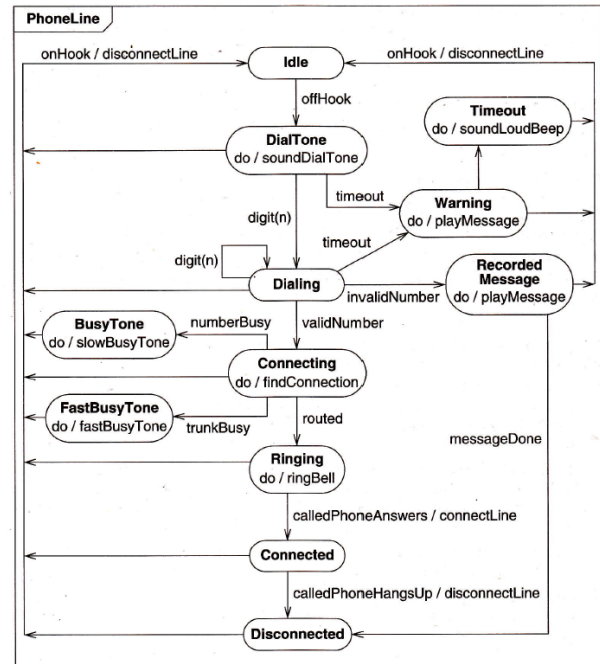 PhoneLine
onHook / disconnectLine
Idle
onHook / disconnectLine
offHook
Timeout
do / soundLoudBeep
DialTone
do / soundDialTone
timeout
Warning
do / playMessage
digit(n)
timeout
digit(n)
Dialing
Recorded
Message
do / playMessage
invalidNumber
BusyTone
do / slowBusyTone
numberBusy
validNumber
Connecting
do / findConnection
FastBusyTone
do / fastBusyTone
trunkBusy
routed
messageDone
Ringing
do / ringBell
calledPhoneAnswers / connectLine
Connected
calledPhoneHangsUp / disconnectLine
Disconnected